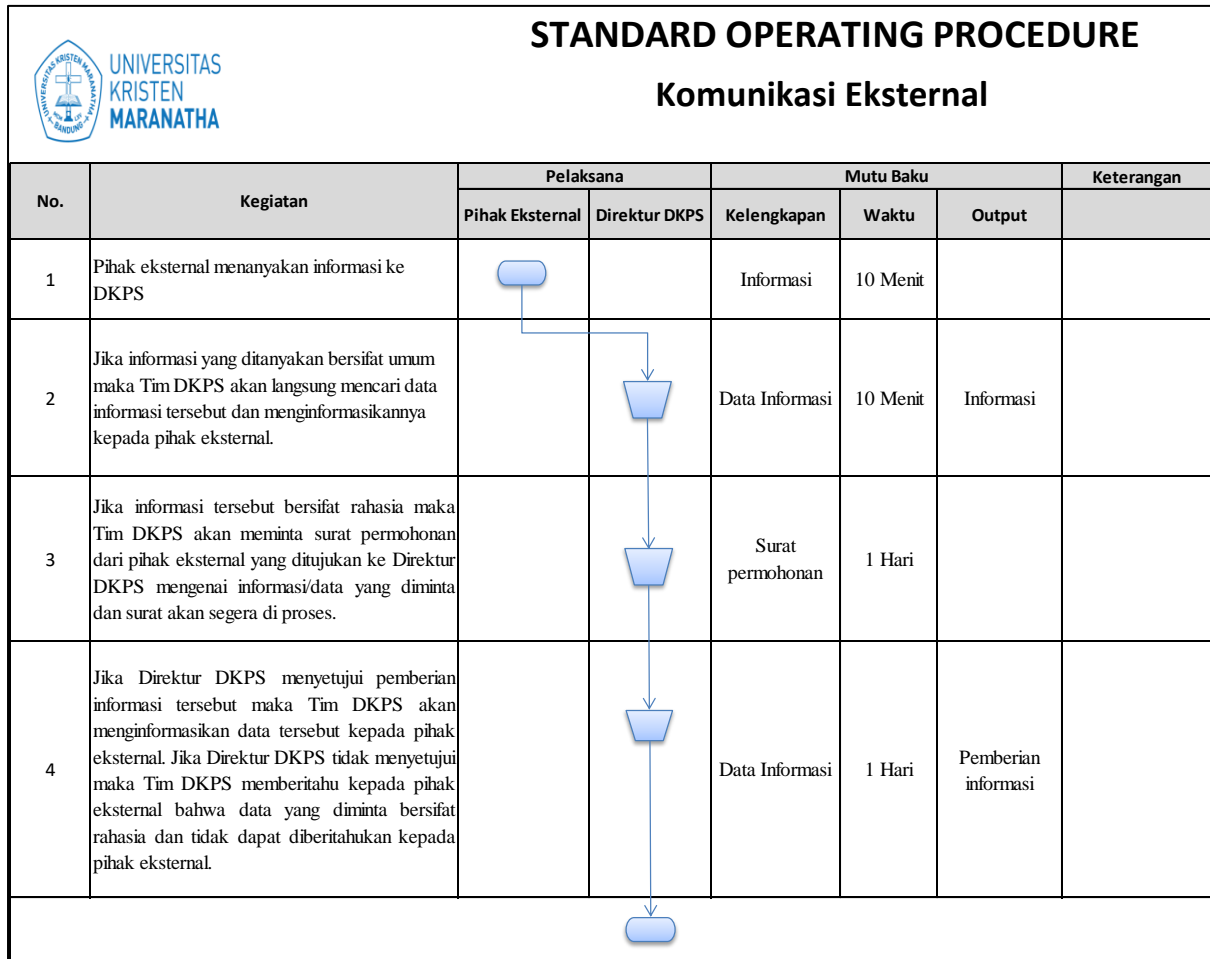 STANDARD OPERATING PROCEDURE
Komunikasi Eksternal
UNIVERSITAS
KRISTEN
MARANATHA
UNIVERSITAS KRISTEN MARANATHA
BANDUNG
No.
Kegiatan
Pelaksana
Mutu Baku
Keterangan
Pihak Eksternal
Direktur DKPS
Kelengkapan
Waktu
Output
1
Pihak eksternal menanyakan informasi ke
DKPS
Informasi
10 Menit
2
Jika informasi yang ditanyakan bersifat umum
maka Tim DKPS akan langsung mencari data
informasi tersebut dan menginformasikannya
kepada pihak eksternal.
Data Informasi
10 Menit
Informasi
3
Jika informasi tersebut bersifat rahasia maka
Tim DKPS akan meminta surat permohonan
dari pihak eksternal yang ditujukan ke Direktur
DKPS mengenai informasi/data yang diminta
dan surat akan segera di proses.
Surat
permohonan
1 Hari
4
Jika Direktur DKPS menyetujui pemberian
informasi tersebut maka Tim DKPS akan
menginformasikan data tersebut kepada pihak
eksternal. Jika Direktur DKPS tidak menyetujui
maka Tim DKPS memberitahu kepada pihak
eksternal bahwa data yang diminta bersifat
rahasia dan tidak dapat diberitahukan kepada
pihak eksternal.
Data Informasi
1 Hari
Pemberian
informasi